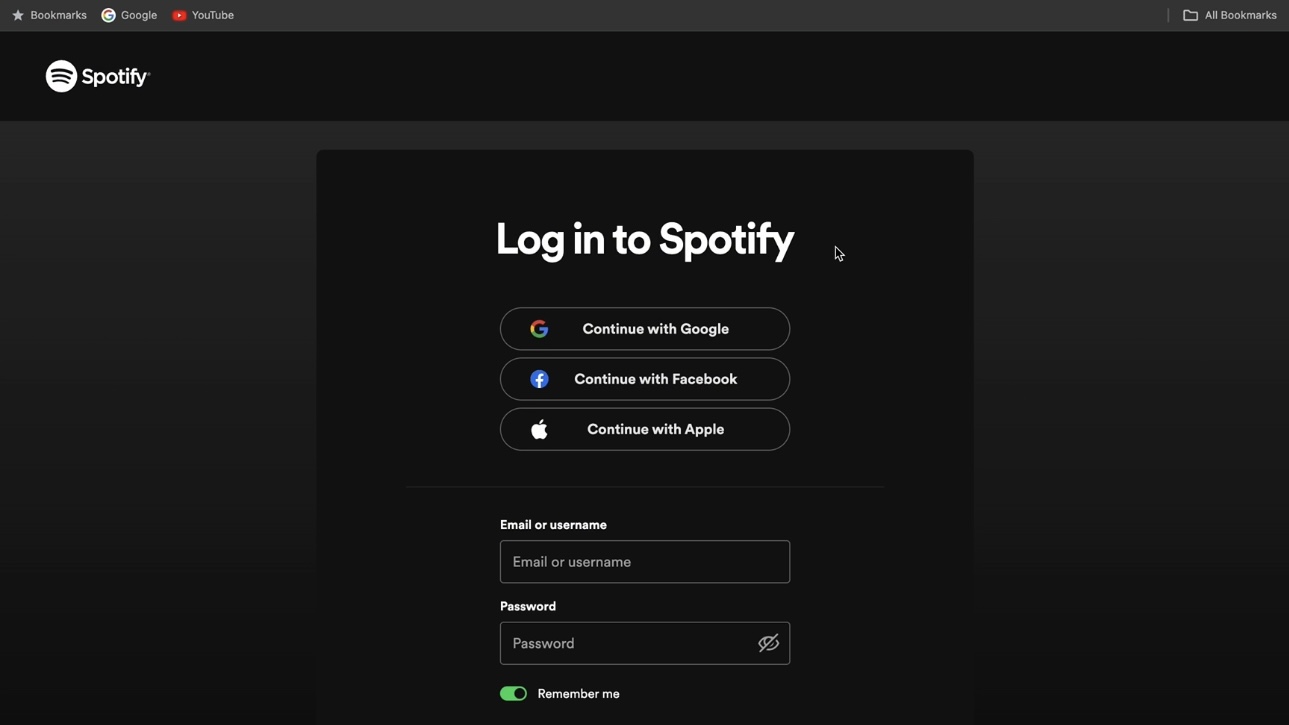 Bookmarks Google YouTube All Bookmarks
Spotify
Log in to Spotify
Continue with Google
Continue with Facebook
Continue with Apple
Email or username
Email or username
Password
Password
Remember me